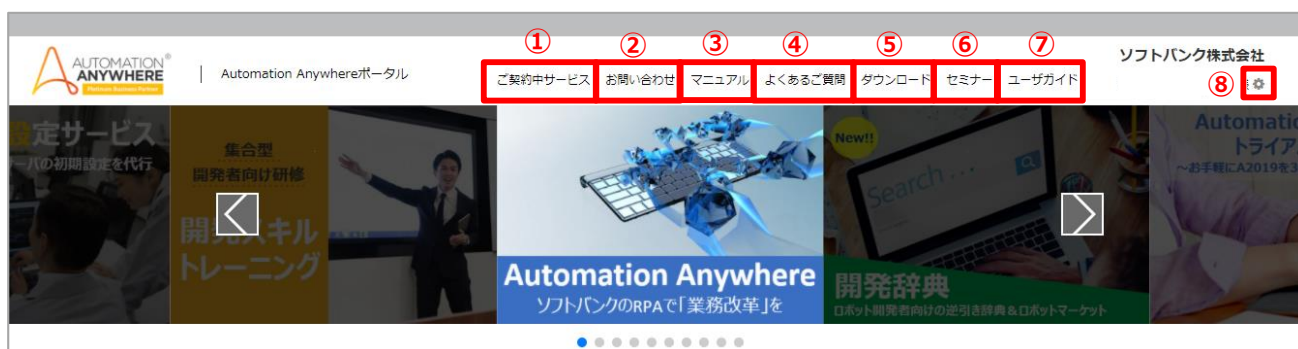 ① ② ③ ④ ⑤ ⑥ ⑦
ソフトバンク株式会社
AUTOMATION®
ANYWHERE
Platinum Business Partner
Automation Anywhereポータル
ご契約中サービス お問い合わせ マニュアル よくあるご質問 ダウンロード セミナー ユーザガイド
⑧
設定サービス
ーバの初期設定を代行
集合型
開発者向け研修
開発スキル
トレーニング
Automation Anywhere
ソフトバンクのRPAで「業務改革」を
New!!
Search ...
開発辞典
ロボット開発者向けの逆引き辞典&ロボットマーケット
Automatio
トライア
~お手軽にA2019を3